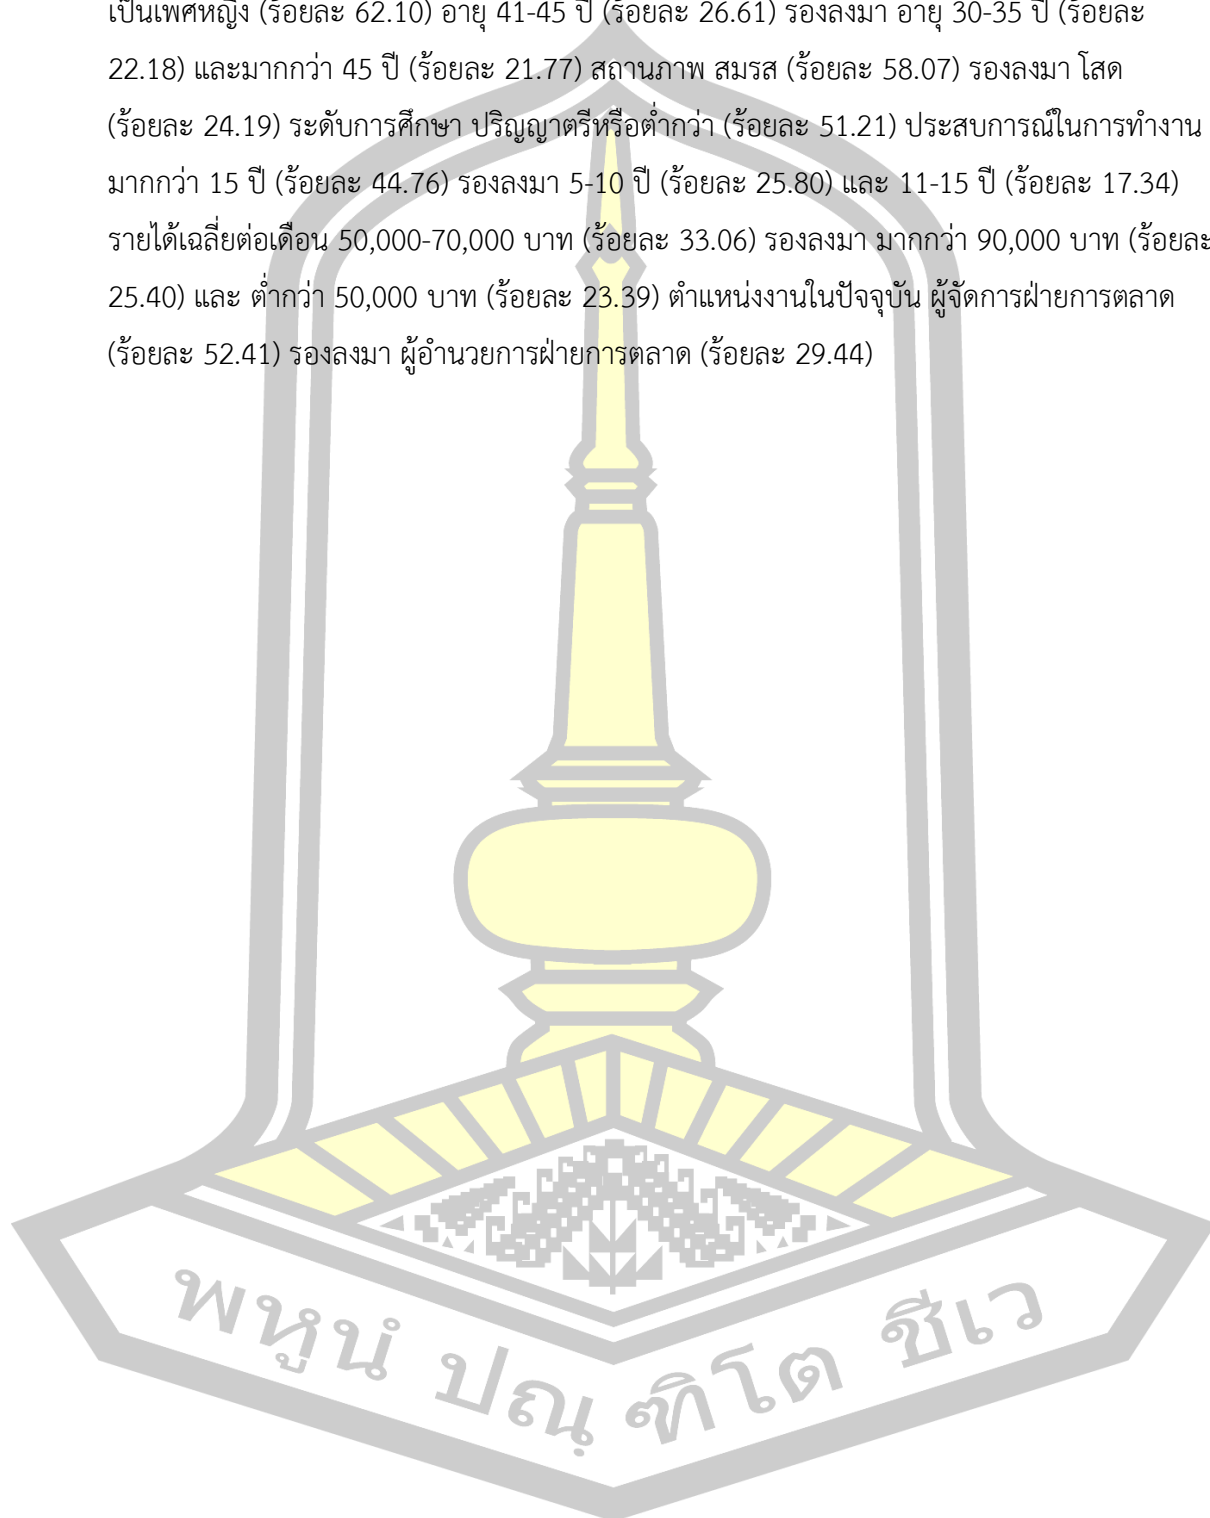 เป็นเพศหญิง (ร้อยละ 62.10) อายุ 41-45 ปี (ร้อยละ 26.61) รองลงมา อายุ 30-35 ปี (ร้อยละ
22.18) และมากกว่า 45 ปี (ร้อยละ 21.77) สถานภาพ สมรส (ร้อยละ 58.07) รองลงมา โสด
(ร้อยละ 24.19) ระดับการศึกษา ปริญญาตรีหรือต่ำกว่า (ร้อยละ 51.21) ประสบการณ์ในการทำงาน
มากกว่า 15 ปี (ร้อยละ 44.76) รองลงมา 5-10 ปี (ร้อยละ 25.80) และ 11-15 ปี (ร้อยละ 17.34)
รายได้เฉลี่ยต่อเดือน 50,000-70,000 บาท (ร้อยละ 33.06) รองลงมา มากกว่า 90,000 บาท (ร้อยละ
25.40) และ ต่ำกว่า 50,000 บาท (ร้อยละ 23.39) ตำแหน่งงานในปัจจุบัน ผู้จัดการฝ่ายการตลาด
(ร้อยละ 52.41) รองลงมา ผู้อำนวยการฝ่ายการตลาด (ร้อยละ 29.44)
พหูนํ ปณฺฑิโต ชีเว